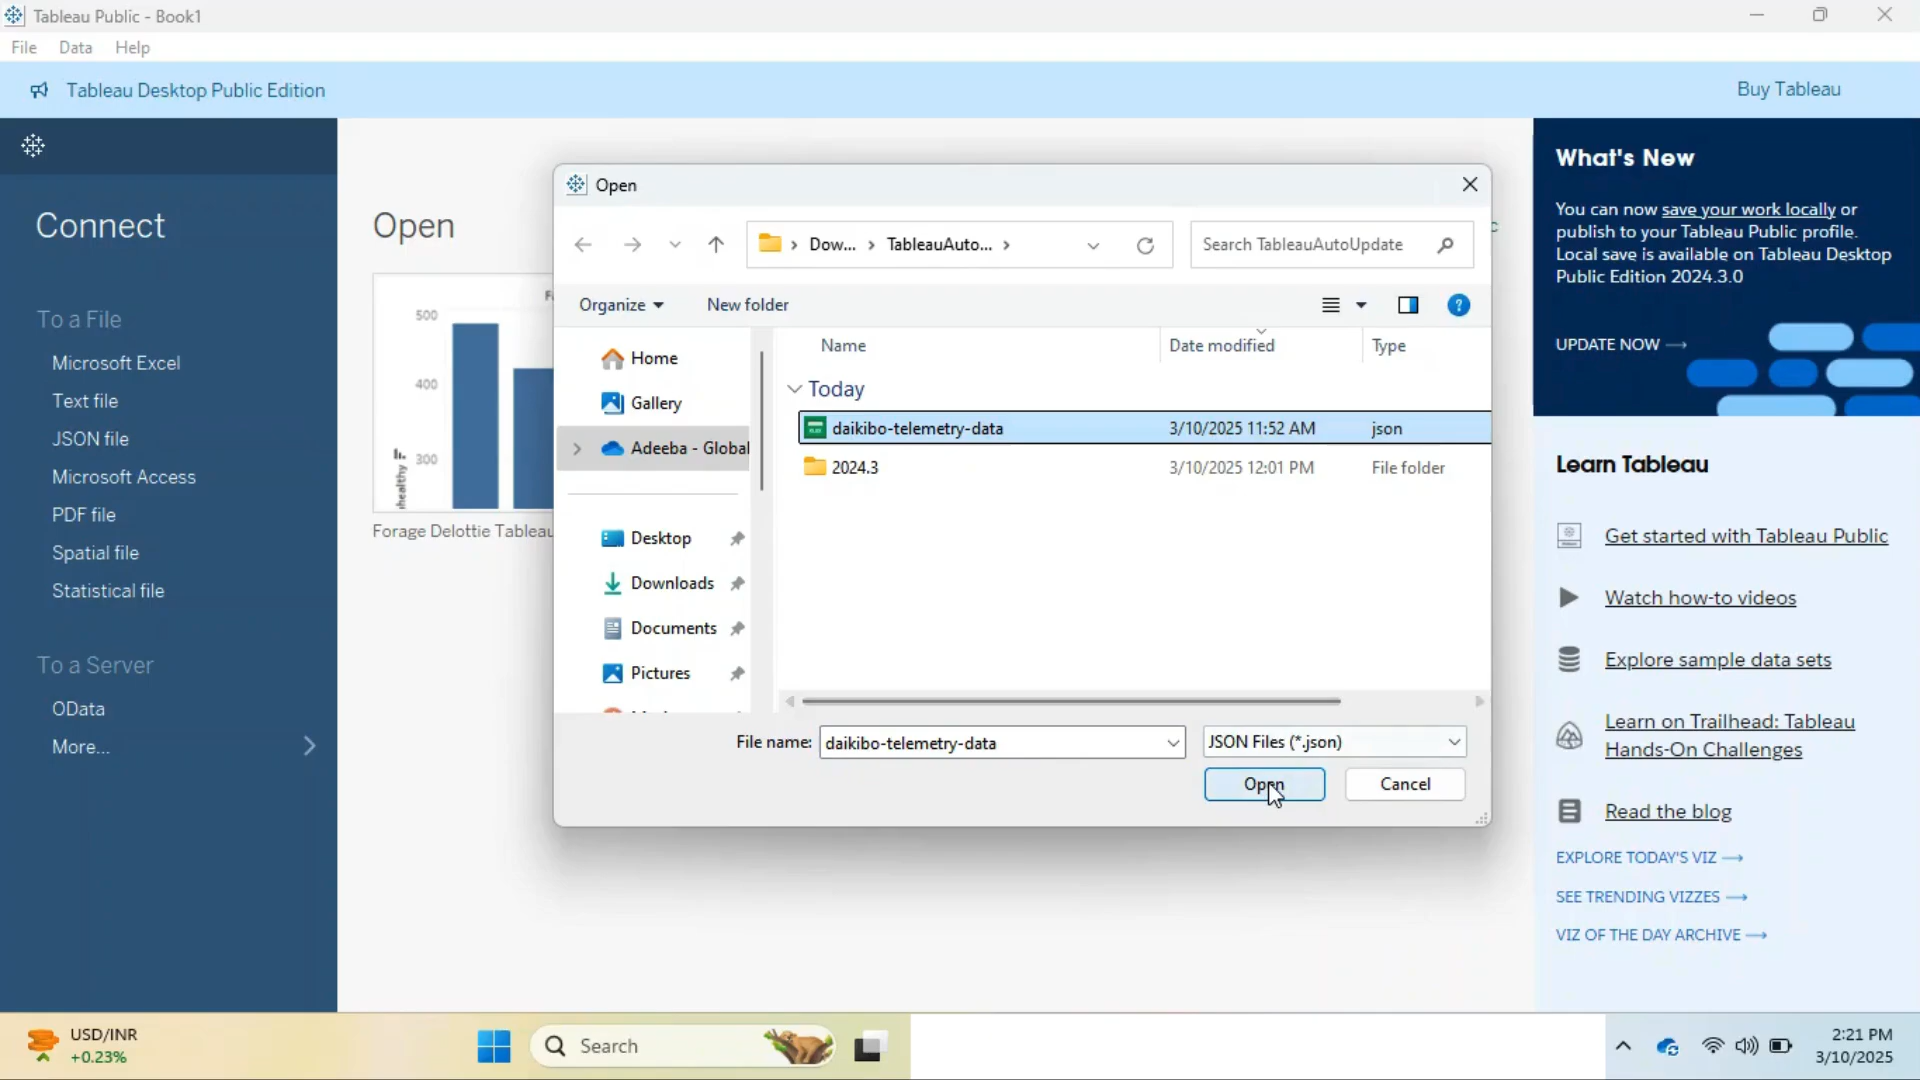 Tableau Public - Book1
File Data Help
Tableau Desktop Public Edition
Buy Tableau
Connect
To a File
Microsoft Excel
Text file
JSON file
Microsoft Access
PDF file
Spatial file
Statistical file
To a Server
OData
More...
Open
500
400
300
healthy
Forage Delottie Tableau
Open
Dow... TableauAuto...
Search TableauAutoUpdate
Organize New folder
Home
Gallery
Adeeba - Global
Desktop
Downloads
Documents
Pictures
Name Date modified Type
Today
daikibo-telemetry-data 3/10/2025 11:52 AM json
2024.3 3/10/2025 12:01 PM File folder
File name: daikibo-telemetry-data JSON Files (*.json)
Open Cancel
What's New
You can now save your work locally or
publish to your Tableau Public profile.
Local save is available on Tableau Desktop
Public Edition 2024.3.0
UPDATE NOW →
Learn Tableau
Get started with Tableau Public
Watch how-to videos
Explore sample data sets
Learn on Trailhead: Tableau
Hands-On Challenges
Read the blog
EXPLORE TODAY'S VIZ →
SEE TRENDING VIZZES →
VIZ OF THE DAY ARCHIVE →
USD/INR
+0.23%
Search
2:21 PM
3/10/2025